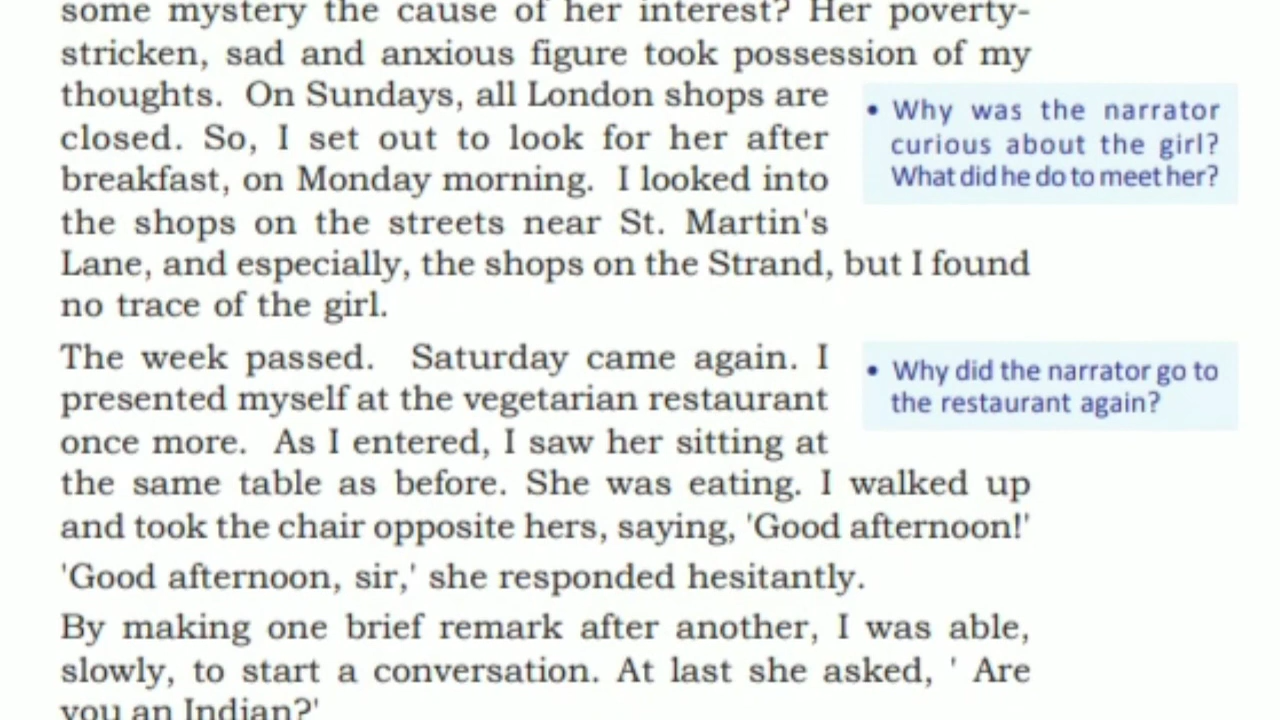 some mystery the cause of her interest? Her poverty-
stricken, sad and anxious figure took possession of my
thoughts. On Sundays, all London shops are
closed. So, I set out to look for her after
breakfast, on Monday morning. I looked into
the shops on the streets near St. Martin's
Lane, and especially, the shops on the Strand, but I found
no trace of the girl.
• Why was the narrator
curious about the girl?
What did he do to meet her?
The week passed. Saturday came again. I
presented myself at the vegetarian restaurant
once more. As I entered, I saw her sitting at
the same table as before. She was eating. I walked up
and took the chair opposite hers, saying, 'Good afternoon!'
• Why did the narrator go to
the restaurant again?
'Good afternoon, sir,' she responded hesitantly.
By making one brief remark after another, I was able,
slowly, to start a conversation. At last she asked, ' Are
you an Indian?'